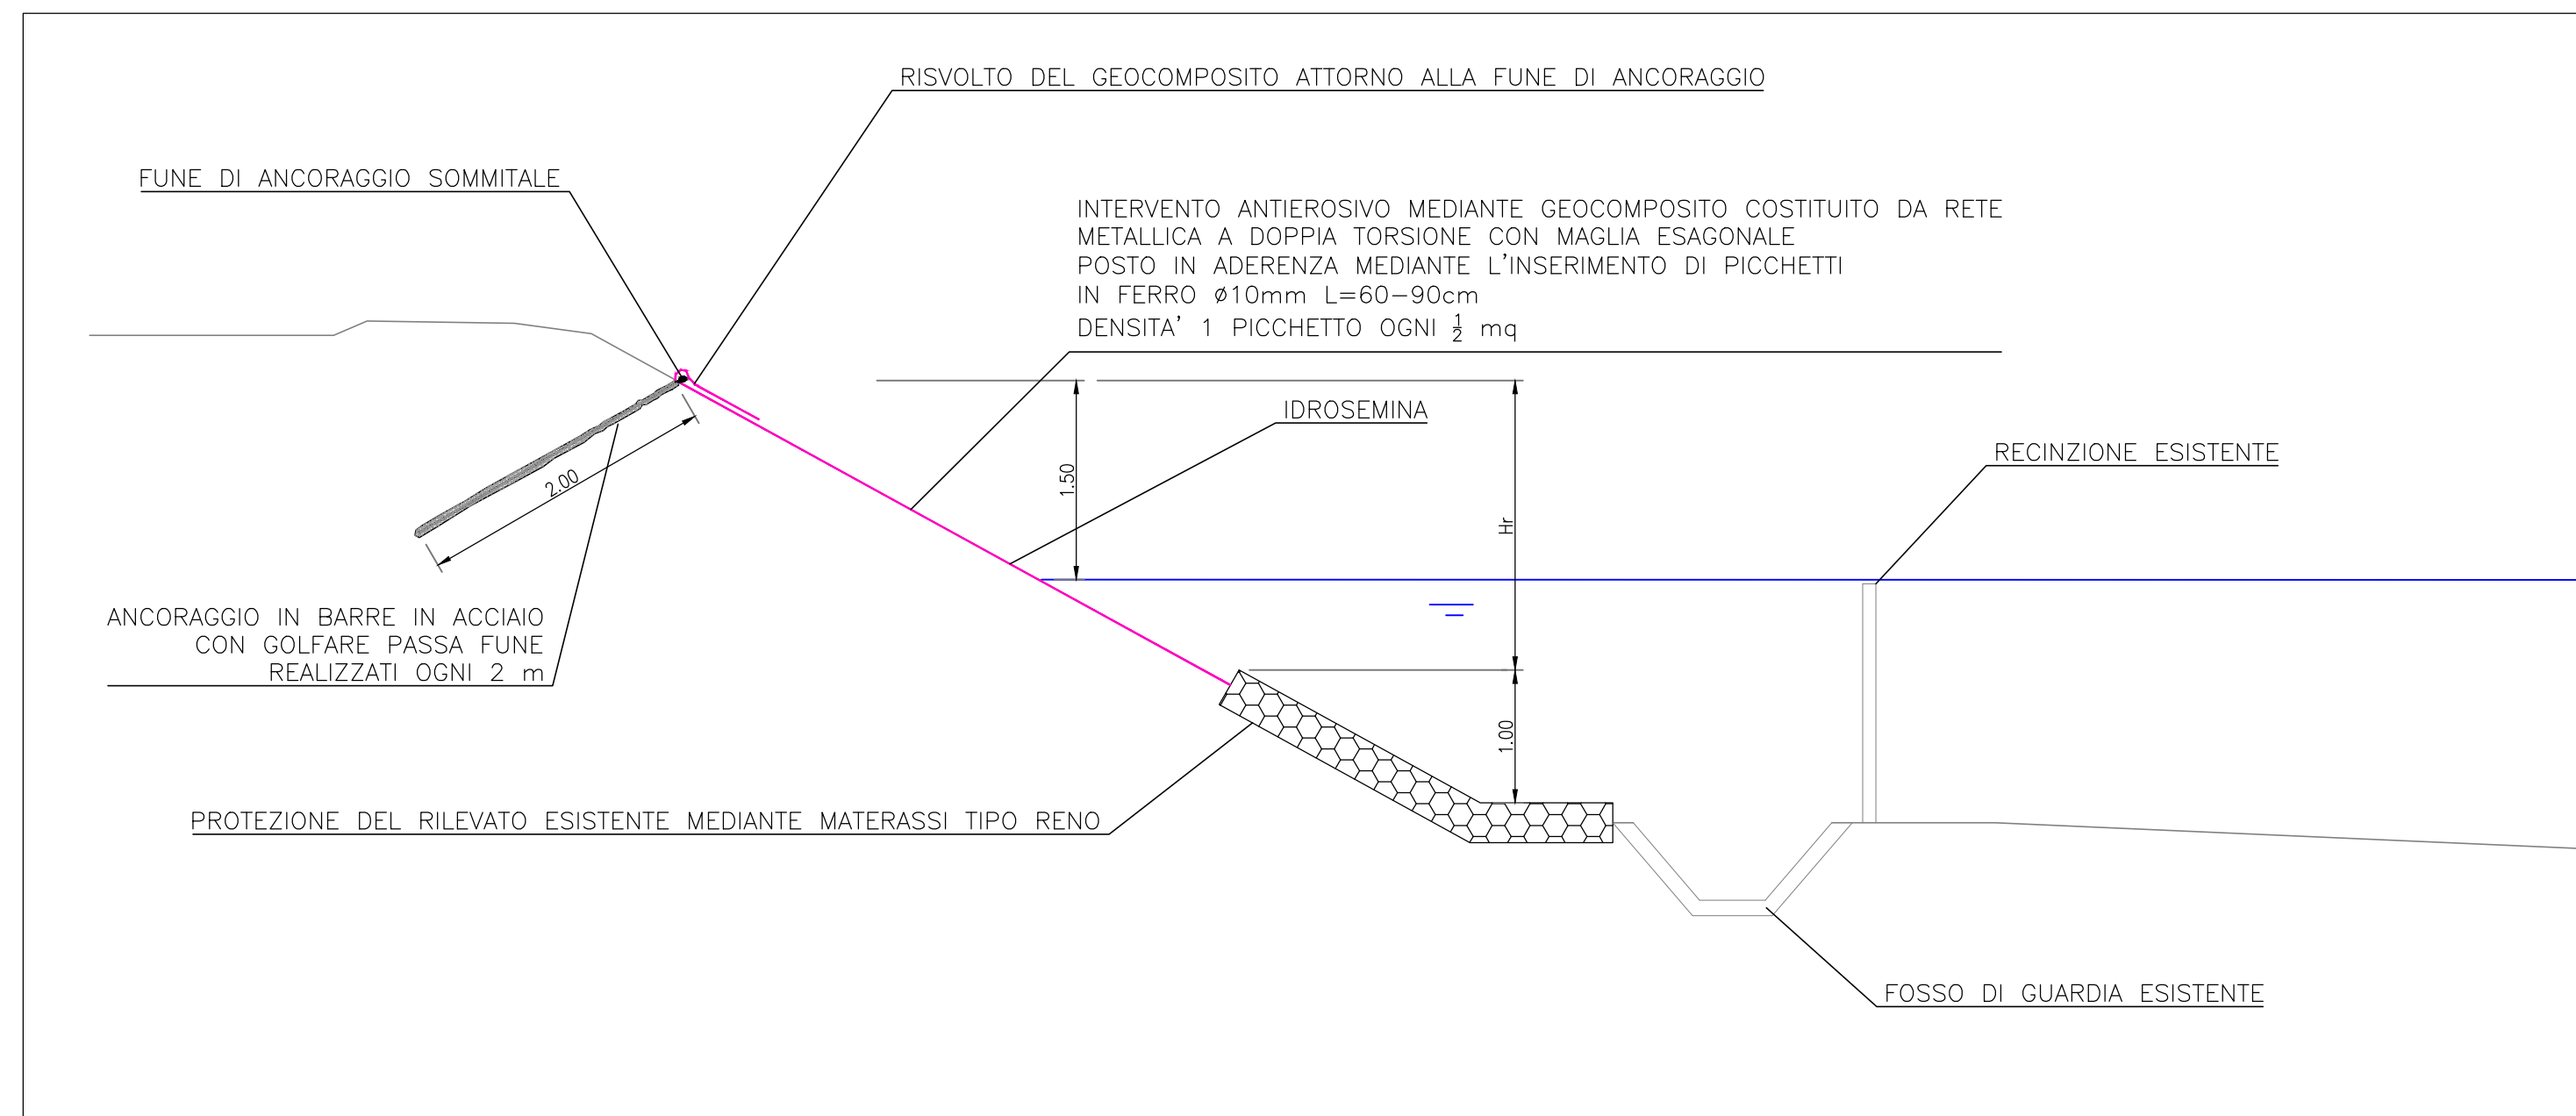 RISVOLTO DEL GEOCOMPOSITO ATTORNO ALLA FUNE DI ANCORAGGIO
FUNE DI ANCORAGGIO SOMMITALE
INTERVENTO ANTIEROSIVO MEDIANTE GEOCOMPOSITO COSTITUITO DA RETE
METALLICA A DOPPIA TORSIONE CON MAGLIA ESAGONALE
POSTO IN ADERENZA MEDIANTE L'INSERIMENTO DI PICCHETTI
IN FERRO ø10mm L=60-90cm
DENSITA' 1 PICCHETTO OGNI 1/2 mq
IDROSEMINA
RECINZIONE ESISTENTE
1.50
2.00
Hr
ANCORAGGIO IN BARRE IN ACCIAIO
CON GOLFARE PASSA FUNE
REALIZZATI OGNI 2 m
1.00
PROTEZIONE DEL RILEVATO ESISTENTE MEDIANTE MATERASSI TIPO RENO
FOSSO DI GUARDIA ESISTENTE